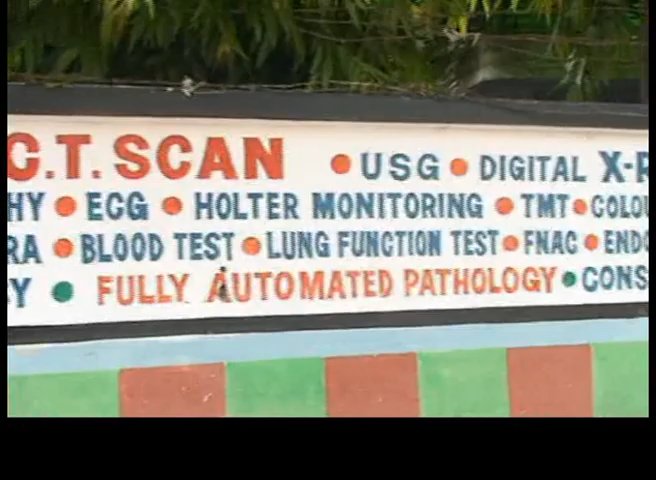 C.T. SCAN • USG • DIGITAL X-R
HY • ECG • HOLTER MONITORING • TMT • COLOU
RA • BLOOD TEST • LUNG FUNCTION TEST • FNAC • ENDO
Y • FULLY AUTOMATED PATHOLOGY • CONS